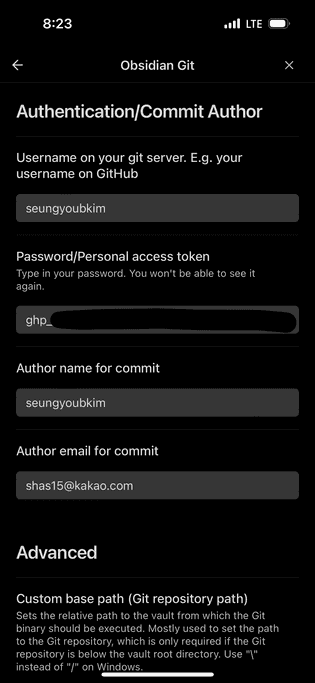 8:23
LTE
Obsidian Git
Authentication/Commit Author
Username on your git server. E.g. your
username on GitHub
seungyoubkim
Password/Personal access token
Type in your password. You won't be able to see it
again.
ghp_
Author name for commit
seungyoubkim
Author email for commit
shas15@kakao.com
Advanced
Custom base path (Git repository path)
Sets the relative path to the vault from which the Git
binary should be executed. Mostly used to set the path
to the Git repository, which is only required if the Git
repository is below the vault root directory. Use "\"
instead of "/" on Windows.